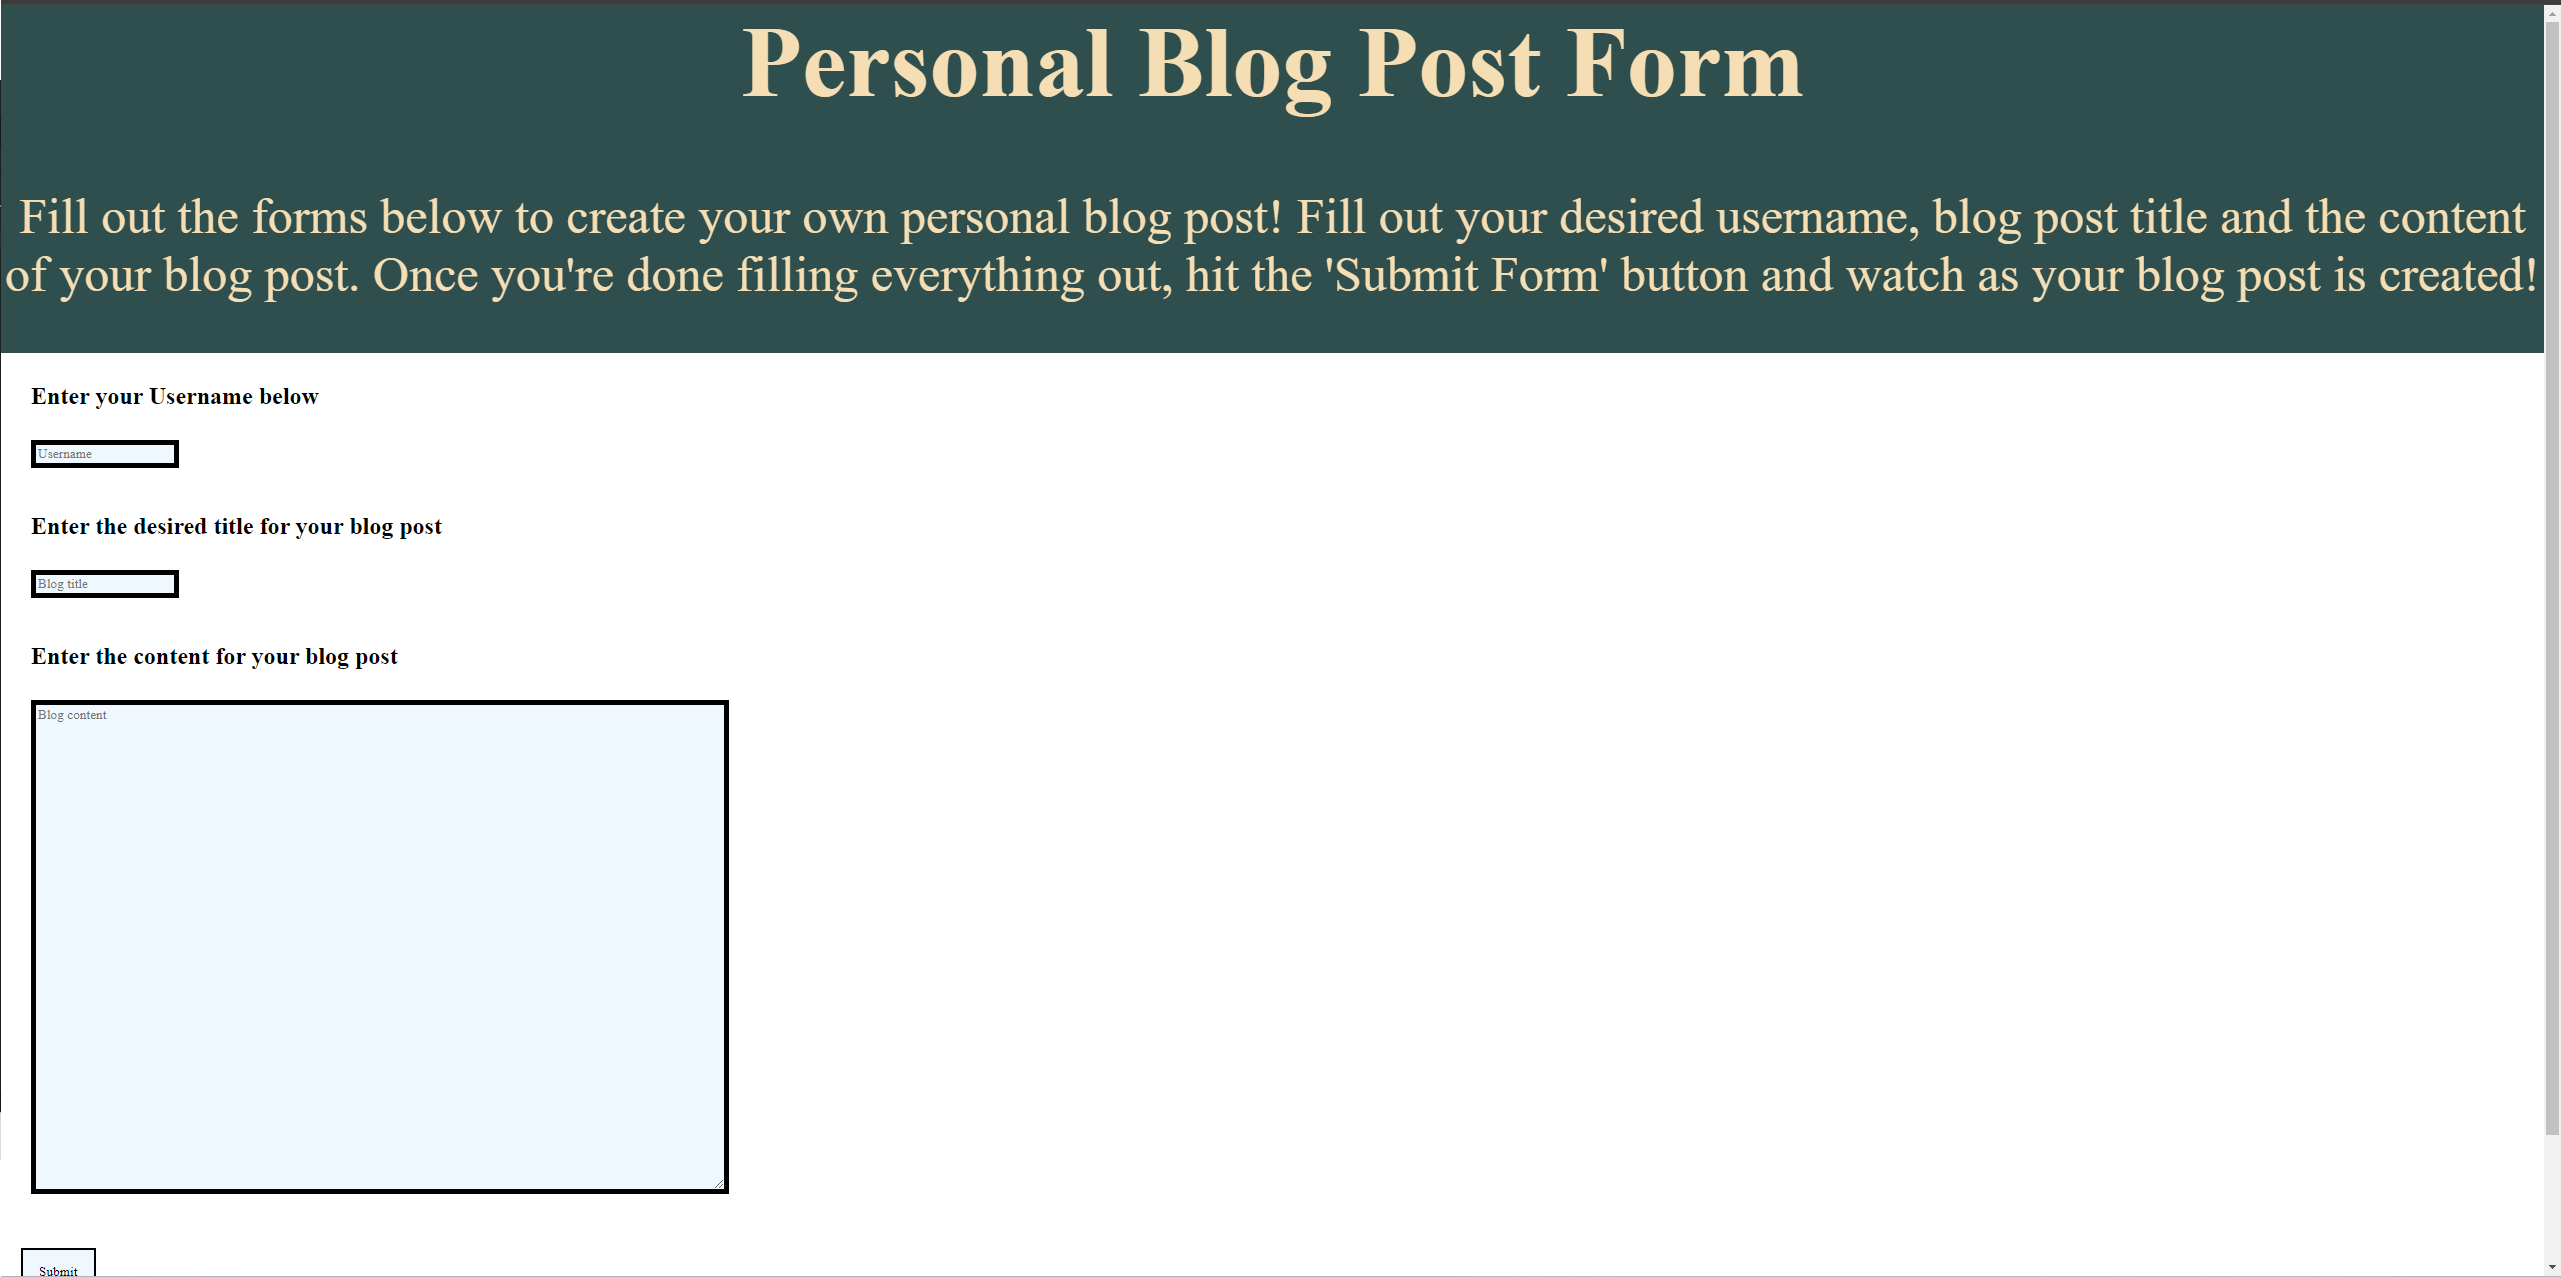 Personal Blog Post Form
Fill out the forms below to create your own personal blog post! Fill out your desired username, blog post title and the content
of your blog post. Once you're done filling everything out, hit the 'Submit Form' button and watch as your blog post is created!
Enter your Username below
Username
Enter the desired title for your blog post
Blog title
Enter the content for your blog post
Blog content
Submit